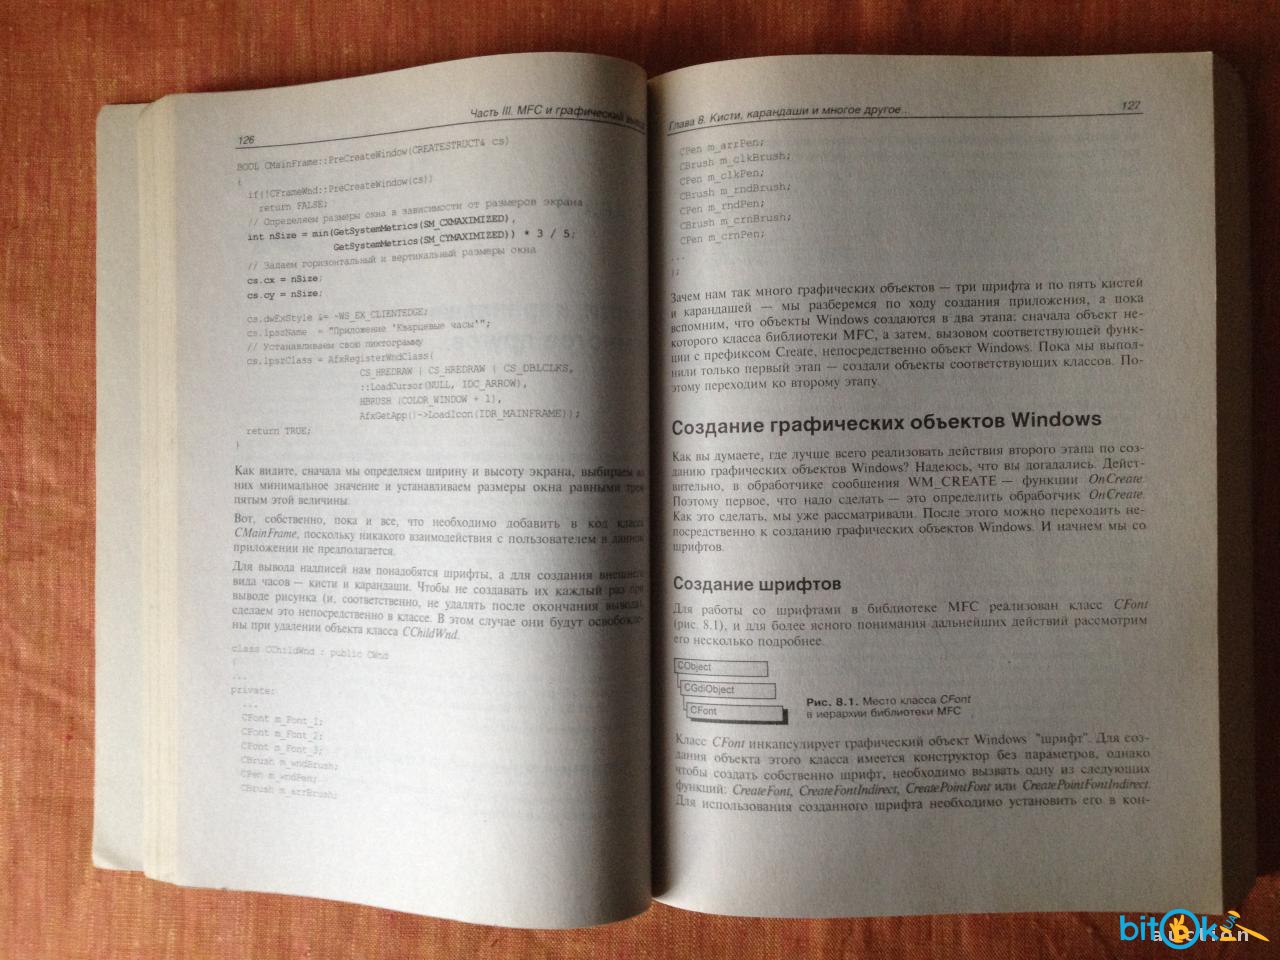 126
Часть III. MFC и графический вывод
BOOL CMainFrame::PreCreateWindow(CREATESTRUCT& cs)
{
if(!CFrameWnd::PreCreateWindow(cs))
return FALSE;
// Определяем размеры окна в зависимости от размеров экрана
int nSize = min(GetSystemMetrics(SM_CXMAXIMIZED),
GetSystemMetrics(SM_CYMAXIMIZED)) * 3 / 5;
// Задаем горизонтальный и вертикальный размеры окна
cs.cx = nSize;
cs.cy = nSize;
cs.dwExStyle &= ~WS_EX_CLIENTEDGE;
cs.lpszName = "Приложение 'Кварцевые часы'";
// Устанавливаем свою пиктограмму
cs.lpszClass = AfxRegisterWndClass(
CS_HREDRAW | CS_HREDRAW | CS_DBLCLKS,
::LoadCursor(NULL, IDC_ARROW),
HBRUSH (COLOR_WINDOW + 1),
AfxGetApp()->LoadIcon(IDR_MAINFRAME));
return TRUE;
}
Как видите, сначала мы определяем ширину и высоту экрана, выбираем из
них минимальное значение и устанавливаем размеры окна равными трем
пятым этой величины.
Вот, собственно, пока и все, что необходимо добавить в код класса
CMainFrame, поскольку никакого взаимодействия с пользователем в данном
приложении не предполагается.
Для вывода надписей нам понадобятся шрифты, а для создания внешнего
вида часов — кисти и карандаши. Чтобы не создавать их каждый раз при
выводе рисунка (и, соответственно, не удалять после окончания вывода),
сделаем это непосредственно в классе. В этом случае они будут освобожде-
ны при удалении объекта класса CChildWnd.
class CChildWnd : public CWnd
{
...
private:
...
CFont m_Font_1;
CFont m_Font_2;
CFont m_Font_3;
CBrush m_wndBrush;
CPen m_wndPen;
CBrush m_arrBrush;
Глава 8. Кисти, карандаши и многое другое...
127
CPen m_arrPen;
CBrush m_clkBrush;
CPen m_clkPen;
CBrush m_rndBrush;
CPen m_rndPen;
CBrush m_crnBrush;
CPen m_crnPen;
...
};
Зачем нам так много графических объектов — три шрифта и по пять кистей
и карандашей — мы разберемся по ходу создания приложения, а пока
вспомним, что объекты Windows создаются в два этапа: сначала объект не-
которого класса библиотеки MFC, а затем, вызовом соответствующей функ-
ции с префиксом Create, непосредственно объект Windows. Пока мы выпол-
нили только первый этап — создали объекты соответствующих классов. По-
этому переходим ко второму этапу.
Создание графических объектов Windows
Как вы думаете, где лучше всего реализовать действия второго этапа по соз-
данию графических объектов Windows? Надеюсь, что вы догадались. Дейст-
вительно, в обработчике сообщения WM_CREATE — функции OnCreate.
Поэтому первое, что надо сделать — это определить обработчик OnCreate.
Как это сделать, мы уже рассматривали. После этого можно переходить не-
посредственно к созданию графических объектов Windows. И начнем мы со
шрифтов.
Создание шрифтов
Для работы со шрифтами в библиотеке MFC реализован класс CFont
(рис. 8.1), и для более ясного понимания дальнейших действий рассмотрим
его несколько подробнее.
CObject
CGdiObject
CFont
Рис. 8.1. Место класса CFont
в иерархии библиотеки MFC
Класс CFont инкапсулирует графический объект Windows "шрифт". Для соз-
дания объекта этого класса имеется конструктор без параметров, однако
чтобы создать собственно шрифт, необходимо вызвать одну из следующих
функций: CreateFont, CreateFontIndirect, CreatePointFont или CreatePointFontIndirect.
Для использования созданного шрифта необходимо установить его в кон-
bitok
auction